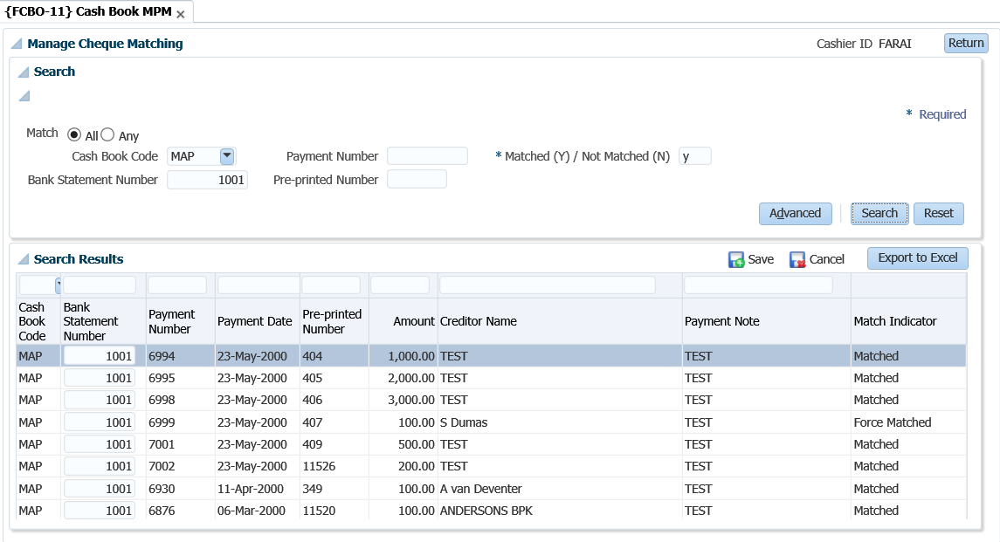 {FCBO-11} Cash Book MPM
Manage Cheque Matching Cashier ID FARAI Return
Search
* Required
Match All Any
Cash Book Code MAP Payment Number * Matched (Y) / Not Matched (N) y
Bank Statement Number 1001 Pre-printed Number
Advanced Search Reset
Search Results Save Cancel Export to Excel
Cash Book Code Bank Statement Number Payment Number Payment Date Pre-printed Number Amount Creditor Name Payment Note Match Indicator
MAP 1001 6994 23-May-2000 404 1,000.00 TEST TEST Matched
MAP 1001 6995 23-May-2000 405 2,000.00 TEST TEST Matched
MAP 1001 6998 23-May-2000 406 3,000.00 TEST TEST Matched
MAP 1001 6999 23-May-2000 407 100.00 S Dumas TEST Force Matched
MAP 1001 7001 23-May-2000 409 500.00 TEST TEST Matched
MAP 1001 7002 23-May-2000 11526 200.00 TEST TEST Matched
MAP 1001 6930 11-Apr-2000 349 100.00 A van Deventer TEST Matched
MAP 1001 6876 06-Mar-2000 11520 100.00 ANDERSONS BPK TEST Matched